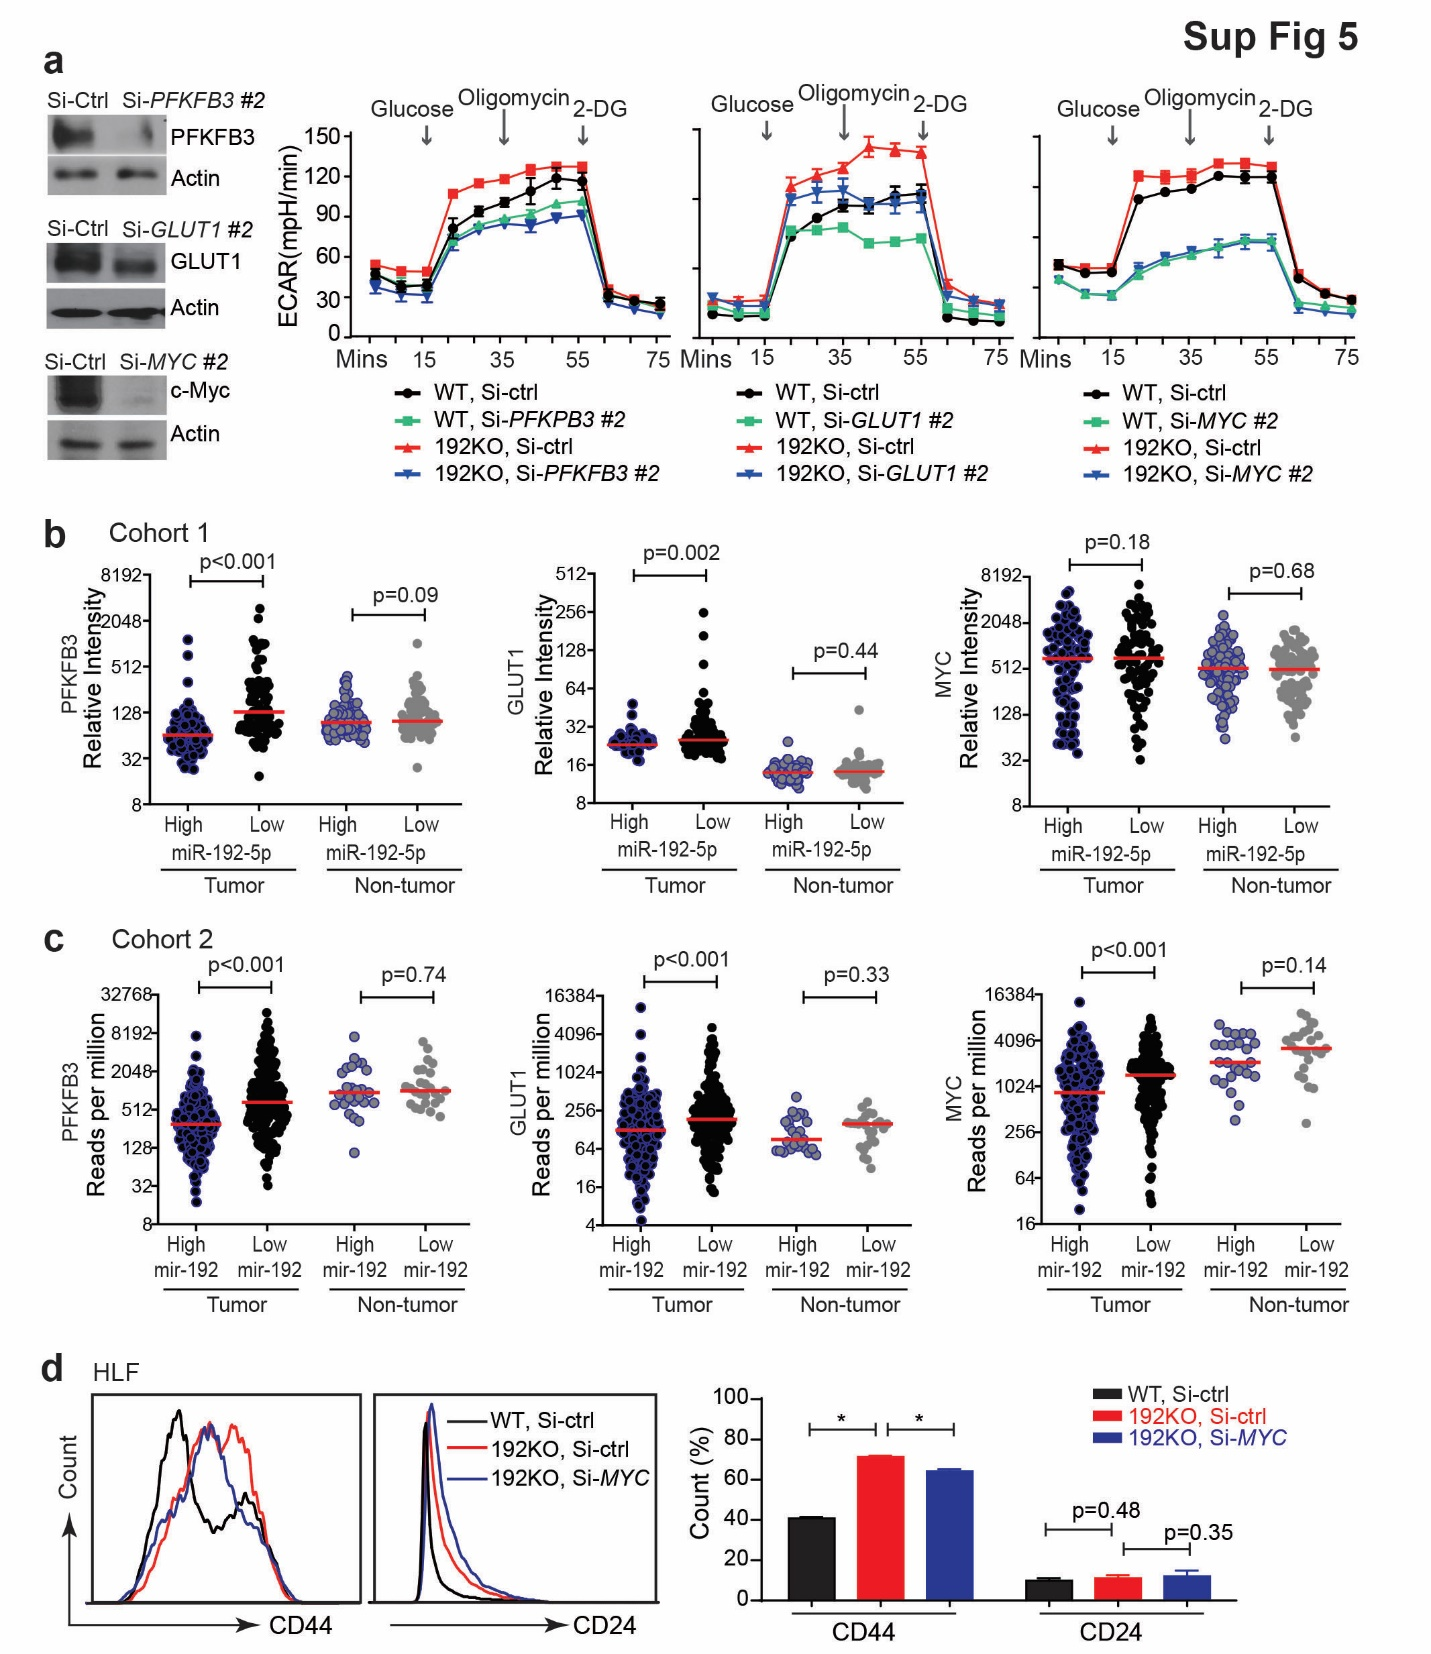 Sup Fig 5
a
Si-Ctrl Si-PFKFB3 #2
PFKFB3
Actin
Si-Ctrl Si-GLUT1 #2
GLUT1
Actin
Si-Ctrl Si-MYC #2
c-Myc
Actin
ECAR(mpH/min)
150
120
90
60
30
0
Glucose Oligomycin 2-DG
Mins 15 35 55 75
WT, Si-ctrl
WT, Si-PFKPB3 #2
192KO, Si-ctrl
192KO, Si-PFKFB3 #2
Glucose Oligomycin 2-DG
Mins 15 35 55 75
WT, Si-ctrl
WT, Si-GLUT1 #2
192KO, Si-ctrl
192KO, Si-GLUT1 #2
Glucose Oligomycin 2-DG
Mins 15 35 55 75
WT, Si-ctrl
WT, Si-MYC #2
192KO, Si-ctrl
192KO, Si-MYC #2
b Cohort 1
PFKFB3
Relative Intensity
8192
2048
512
128
32
8
p<0.001
p=0.09
High Low High Low
miR-192-5p miR-192-5p
Tumor Non-tumor
GLUT1
Relative Intensity
512
256
128
64
32
16
8
p=0.002
p=0.44
High Low High Low
miR-192-5p miR-192-5p
Tumor Non-tumor
MYC
Relative Intensity
8192
2048
512
128
32
8
p=0.18
p=0.68
High Low High Low
miR-192-5p miR-192-5p
Tumor Non-tumor
c Cohort 2
PFKFB3
Reads per million
32768
8192
2048
512
128
32
8
p<0.001
p=0.74
High Low High Low
mir-192 mir-192 mir-192 mir-192
Tumor Non-tumor
GLUT1
Reads per million
16384
4096
1024
256
64
16
4
p<0.001
p=0.33
High Low High Low
mir-192 mir-192 mir-192 mir-192
Tumor Non-tumor
MYC
Reads per million
16384
4096
1024
256
64
16
p<0.001
p=0.14
High Low High Low
mir-192 mir-192 mir-192 mir-192
Tumor Non-tumor
d HLF
Count
CD44
WT, Si-ctrl
192KO, Si-ctrl
192KO, Si-MYC
CD24
Count (%)
100
80
60
40
20
0
* *
p=0.48
p=0.35
WT, Si-ctrl
192KO, Si-ctrl
192KO, Si-MYC
CD44 CD24